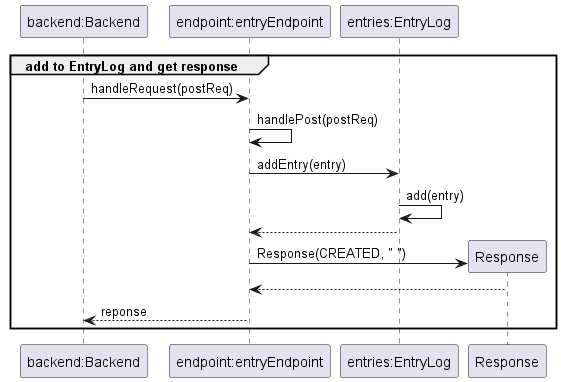 backend:Backend endpoint:entryEndpoint entries:EntryLog
add to EntryLog and get response
handleRequest(postReq)
handlePost(postReq)
addEntry(entry)
add(entry)
Response(CREATED, " ")
Response
reponse
backend:Backend endpoint:entryEndpoint entries:EntryLog Response